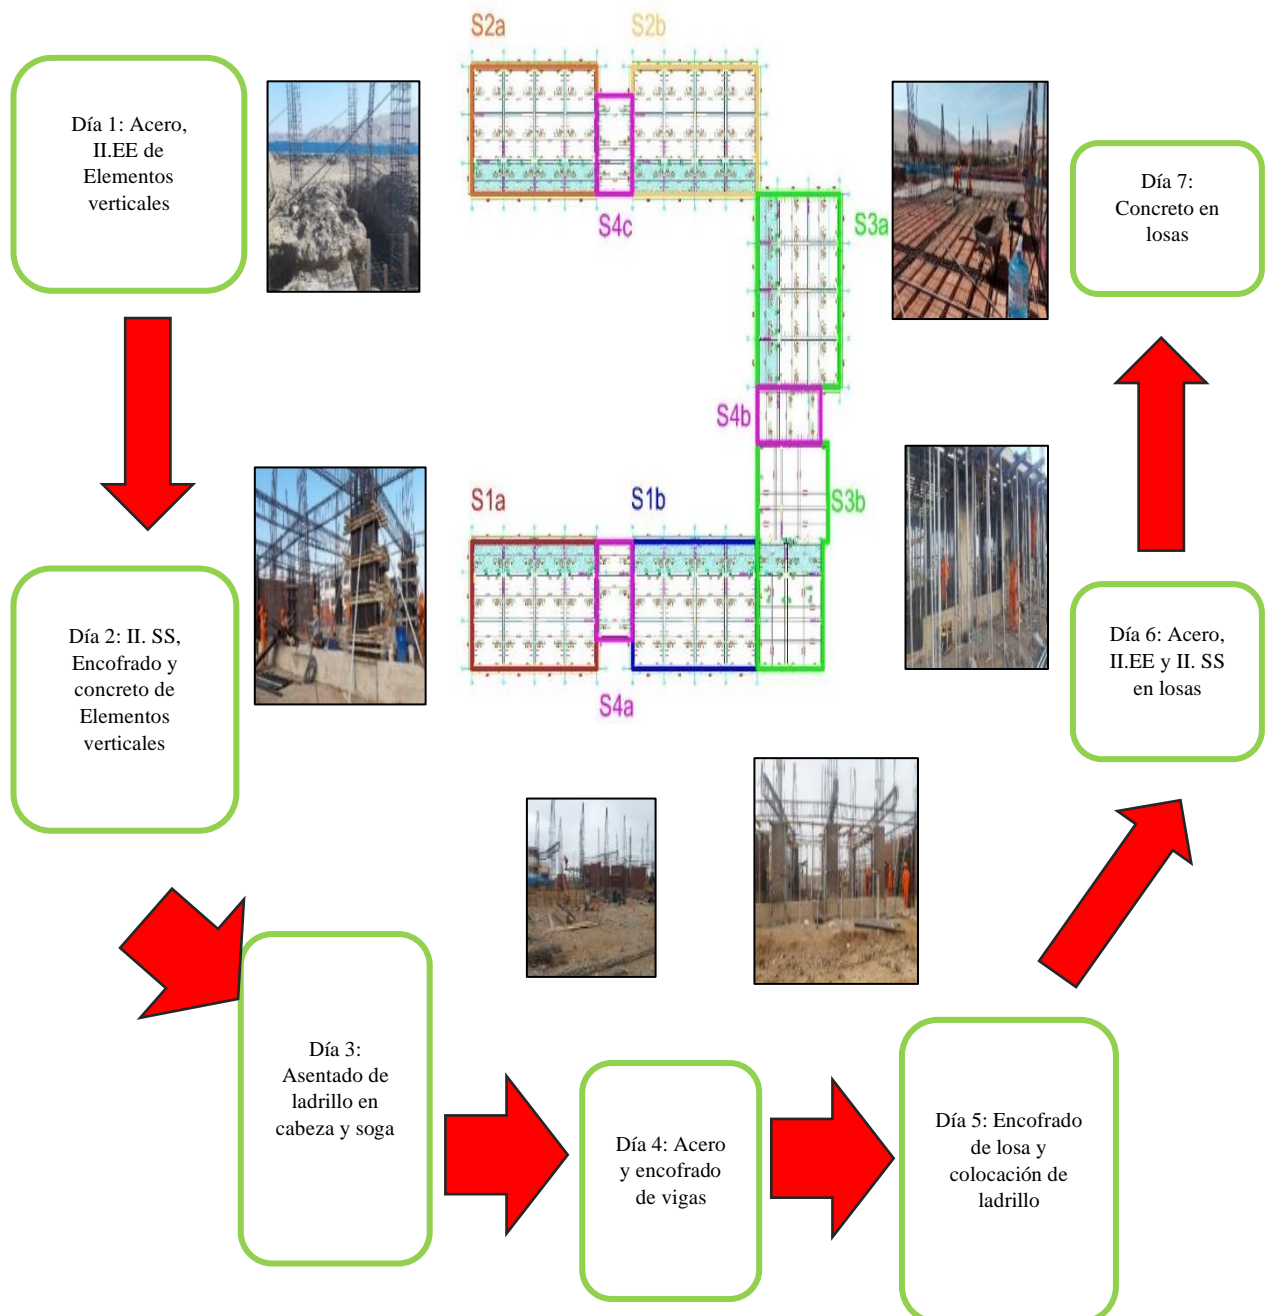 S2a
S2b
Día 1: Acero,
II.EE de
Elementos
verticales
Día 7:
Concreto en
losas
S4c
S3a
S4b
S1a
S1b
S3b
Día 2: II. SS,
Encofrado y
concreto de
Elementos
verticales
Día 6: Acero,
II.EE y II. SS
en losas
S4a
Día 3:
Asentado de
ladrillo en
cabeza y soga
Día 4: Acero
y encofrado
de vigas
Día 5: Encofrado
de losa y
colocación de
ladrillo